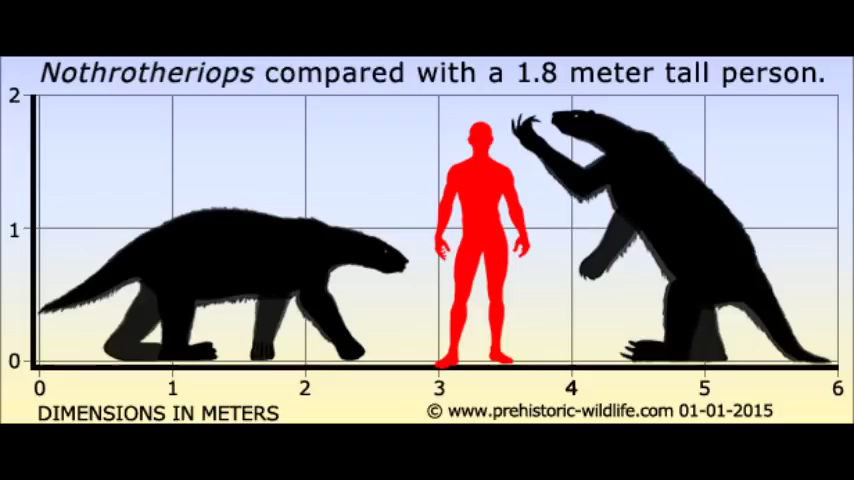 Nothrotheriops compared with a 1.8 meter tall person.
2
1
0
0 1 2 3 4 5 6
DIMENSIONS IN METERS
© www.prehistoric-wildlife.com 01-01-2015